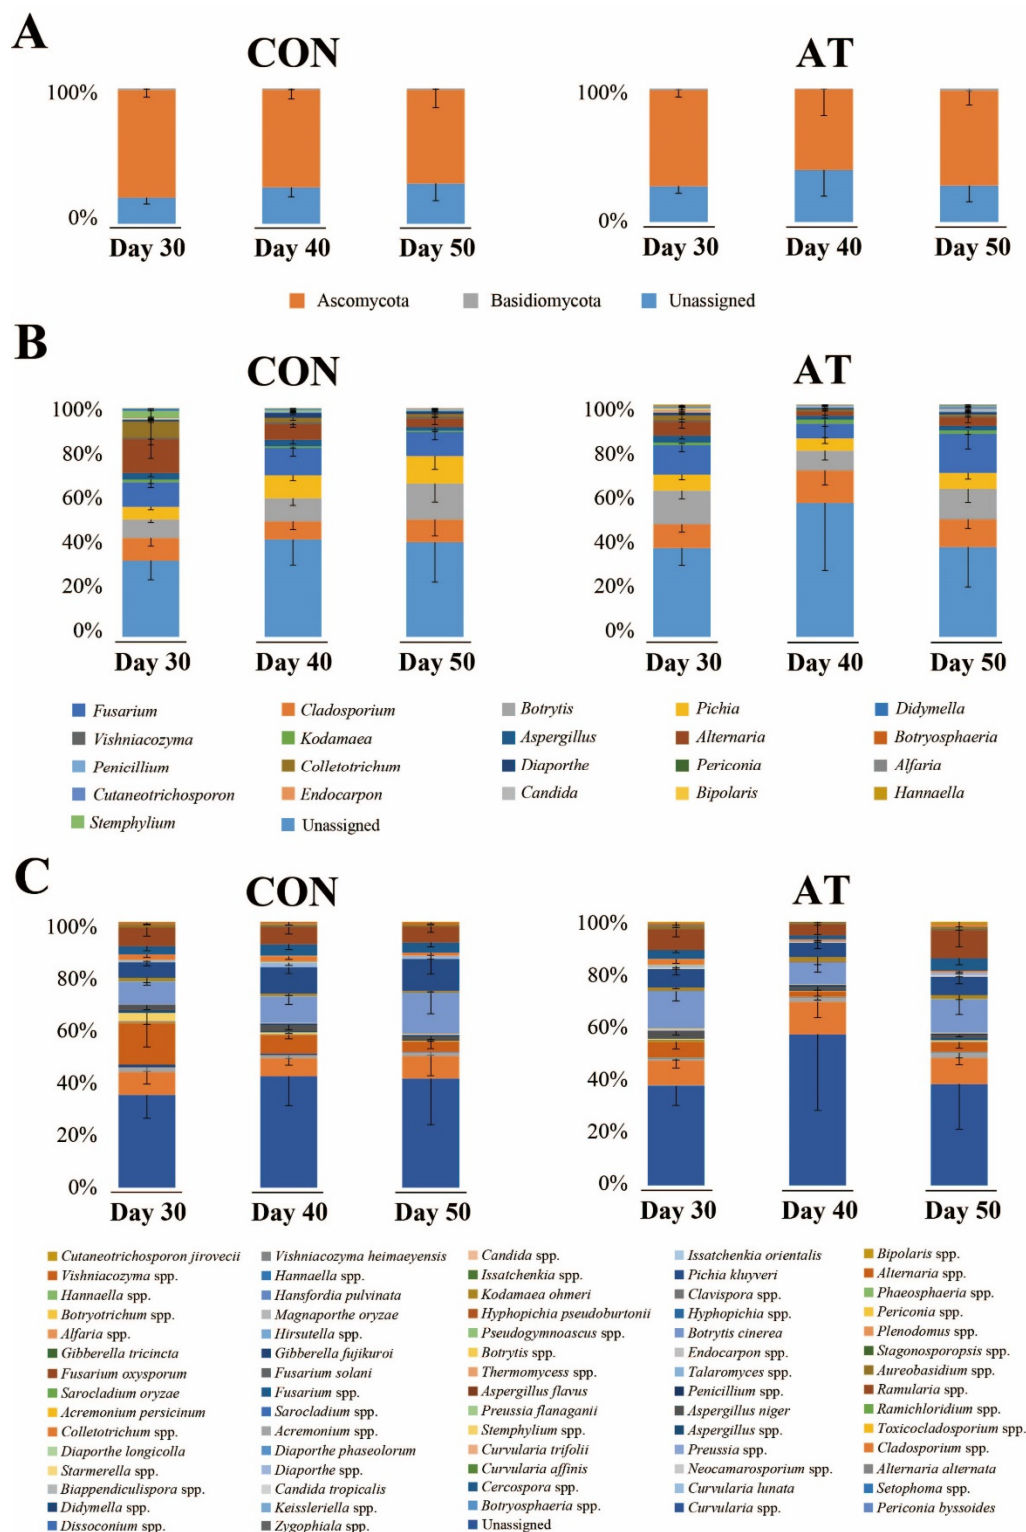 A
CON AT
100% 100%
0% 0%
Day 30 Day 40 Day 50 Day 30 Day 40 Day 50
Ascomycota Basidiomycota Unassigned
B
CON AT
100% 100%
80% 80%
60% 60%
40% 40%
20% 20%
0% 0%
Day 30 Day 40 Day 50 Day 30 Day 40 Day 50
Fusarium Cladosporium Botrytis Pichia Didymella
Vishniacozyma Kodamaea Aspergillus Alternaria Botryosphaeria
Penicillium Colletotrichum Diaporthe Periconia Alfaria
Cutaneotrichosporon Endocarpon Candida Bipolaris Hannaella
Stemphylium Unassigned
C
CON AT
100% 100%
80% 80%
60% 60%
40% 40%
20% 20%
0% 0%
Day 30 Day 40 Day 50 Day 30 Day 40 Day 50
Cutaneotrichosporon jirovecii Vishniacozyma heimaeyensis Candida spp. Issatchenkia orientalis Bipolaris spp.
Vishniacozyma spp. Hannaella spp. Issatchenkia spp. Pichia kluyveri Alternaria spp.
Hannaella spp. Hansfordia pulvinata Kodamaea ohmeri Clavispora spp. Phaeosphaeria spp.
Botryotrichum spp. Magnaporthe oryzae Hyphopichia pseudoburtonii Hyphopichia spp. Periconia spp.
Alfaria spp. Hirsutella spp. Pseudogymnoascus spp. Botrytis cinerea Plenodomus spp.
Gibberella tricincta Gibberella fujikuroi Botrytis spp. Endocarpon spp. Stagonosporopsis spp.
Fusarium oxysporum Fusarium solani Thermomycess spp. Talaromyces spp. Aureobasidium spp.
Sarocladium oryzae Fusarium spp. Aspergillus flavus Penicillium spp. Ramularia spp.
Acremonium persicinum Sarocladium spp. Preussia flanaganii Aspergillus niger Ramichloridium spp.
Colletotrichum spp. Acremonium spp. Stemphylium spp. Aspergillus spp. Toxicocladosporium spp.
Diaporthe longicolla Diaporthe phaseolorum Curvularia trifolii Preussia spp. Cladosporium spp.
Starmerella spp. Diaporthe spp. Curvularia affinis Neocamarosporium spp. Alternaria alternata
Biappendiculispora spp. Candida tropicalis Cercospora spp. Curvularia lunata Setophoma spp.
Didymella spp. Keissleriella spp. Botryosphaeria spp. Curvularia spp. Periconia byssoides
Dissoconium spp. Zygophiala spp. Unassigned